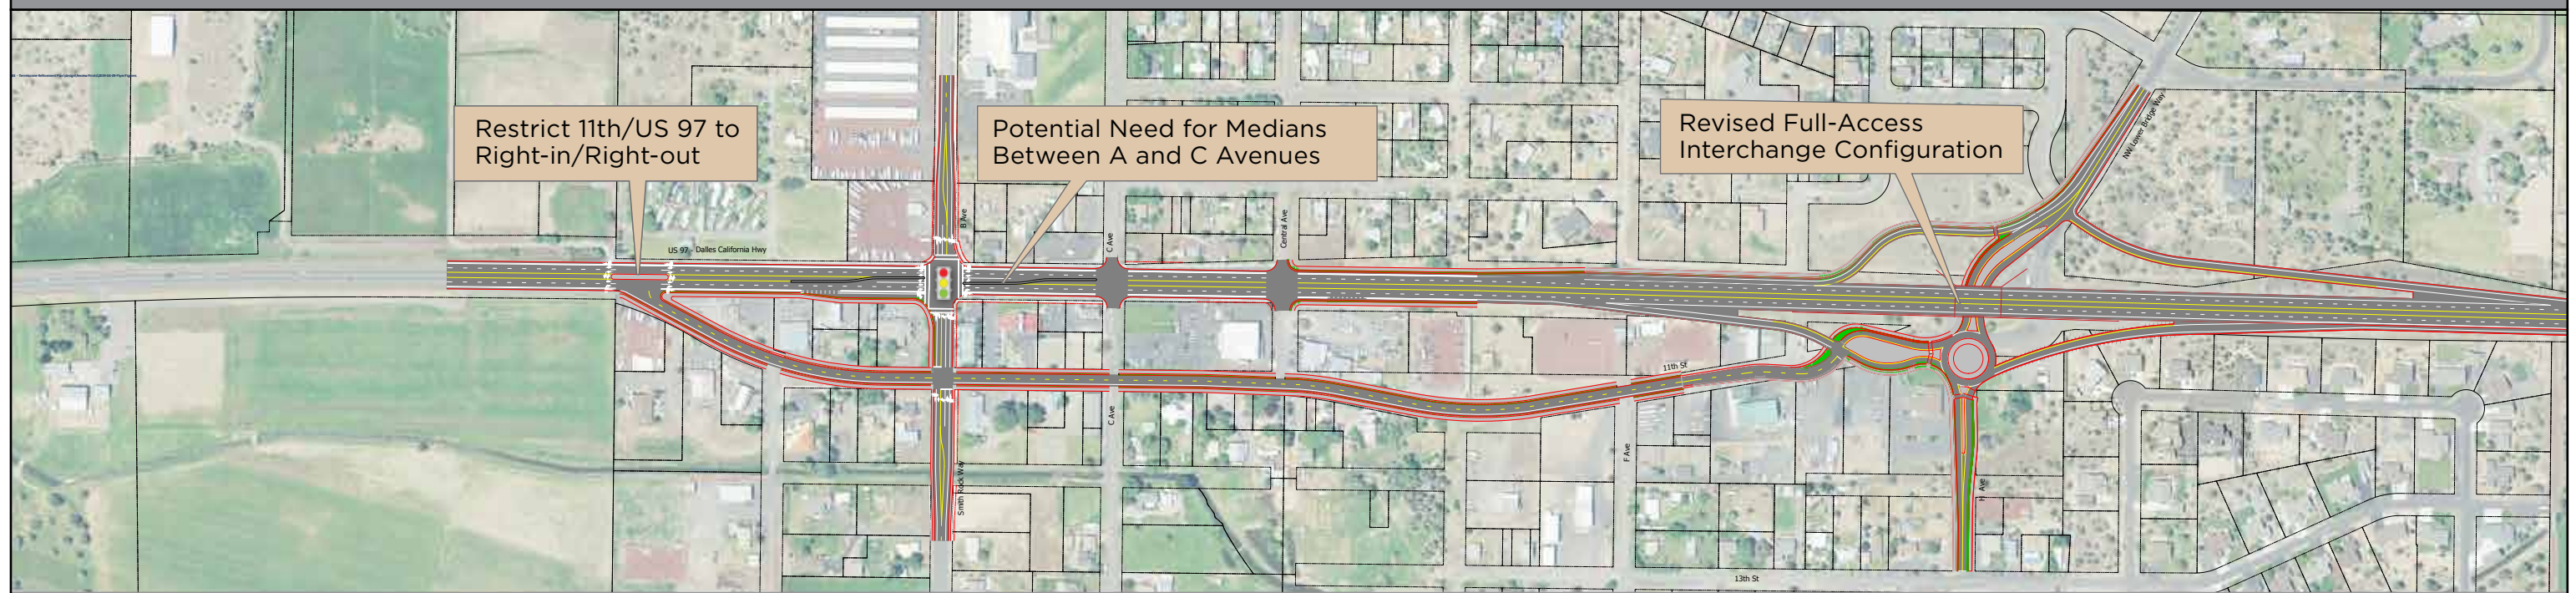 Restrict 11th/US 97 to
Right-in/Right-out
Potential Need for Medians
Between A and C Avenues
Revised Full-Access
Interchange Configuration
NW Lower Bridge Way
US 97 - Dalles California Hwy
B Ave
C Ave
Central Ave
11th St
C Ave
F Ave
Smith Rock Way
H Ave
13th St